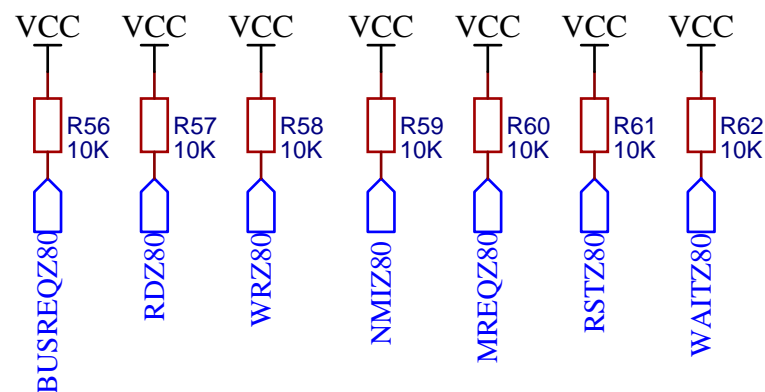 VCC VCC VCC VCC VCC VCC VCC
R56 R57 R58 R59 R60 R61 R62
10K 10K 10K 10K 10K 10K 10K
BUSREQZ80
RDZ80
WRZ80
NMIZ80
MREQZ80
RSTZ80
WAITZ80